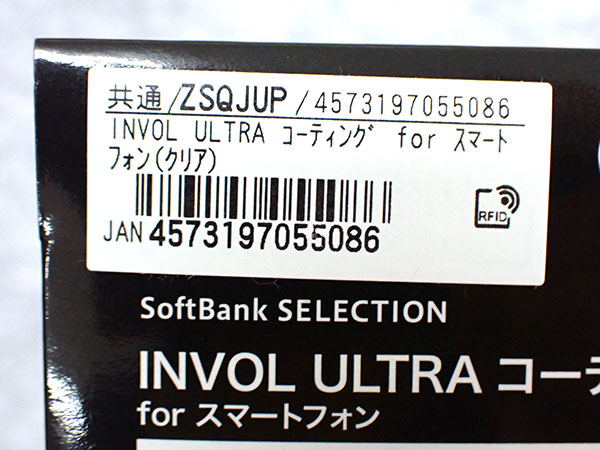 共通/ZSQJUP/4573197055086
INVOL ULTRA ｺｰﾃｨﾝｸﾞ for ｽﾏｰﾄ
ﾌｫﾝ(ｸﾘｱ)
JAN 4573197055086
RFID
SoftBank SELECTION
INVOL ULTRA コーテ
for スマートフォン